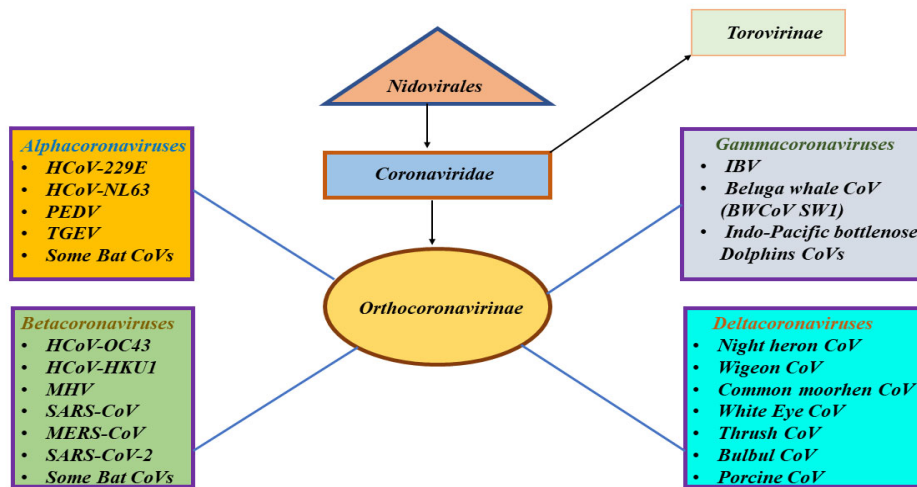 Nidovirales
Torovirinae
Coronaviridae
Orthocoronavirinae
Alphacoronaviruses
• HCoV-229E
• HCoV-NL63
• PEDV
• TGEV
• Some Bat CoVs
Betacoronaviruses
• HCoV-OC43
• HCoV-HKU1
• MHV
• SARS-CoV
• MERS-CoV
• SARS-CoV-2
• Some Bat CoVs
Gammacoronaviruses
• IBV
• Beluga whale CoV
(BWCoV SW1)
• Indo-Pacific bottlenose
Dolphins CoVs
Deltacoronaviruses
• Night heron CoV
• Wigeon CoV
• Common moorhen CoV
• White Eye CoV
• Thrush CoV
• Bulbul CoV
• Porcine CoV